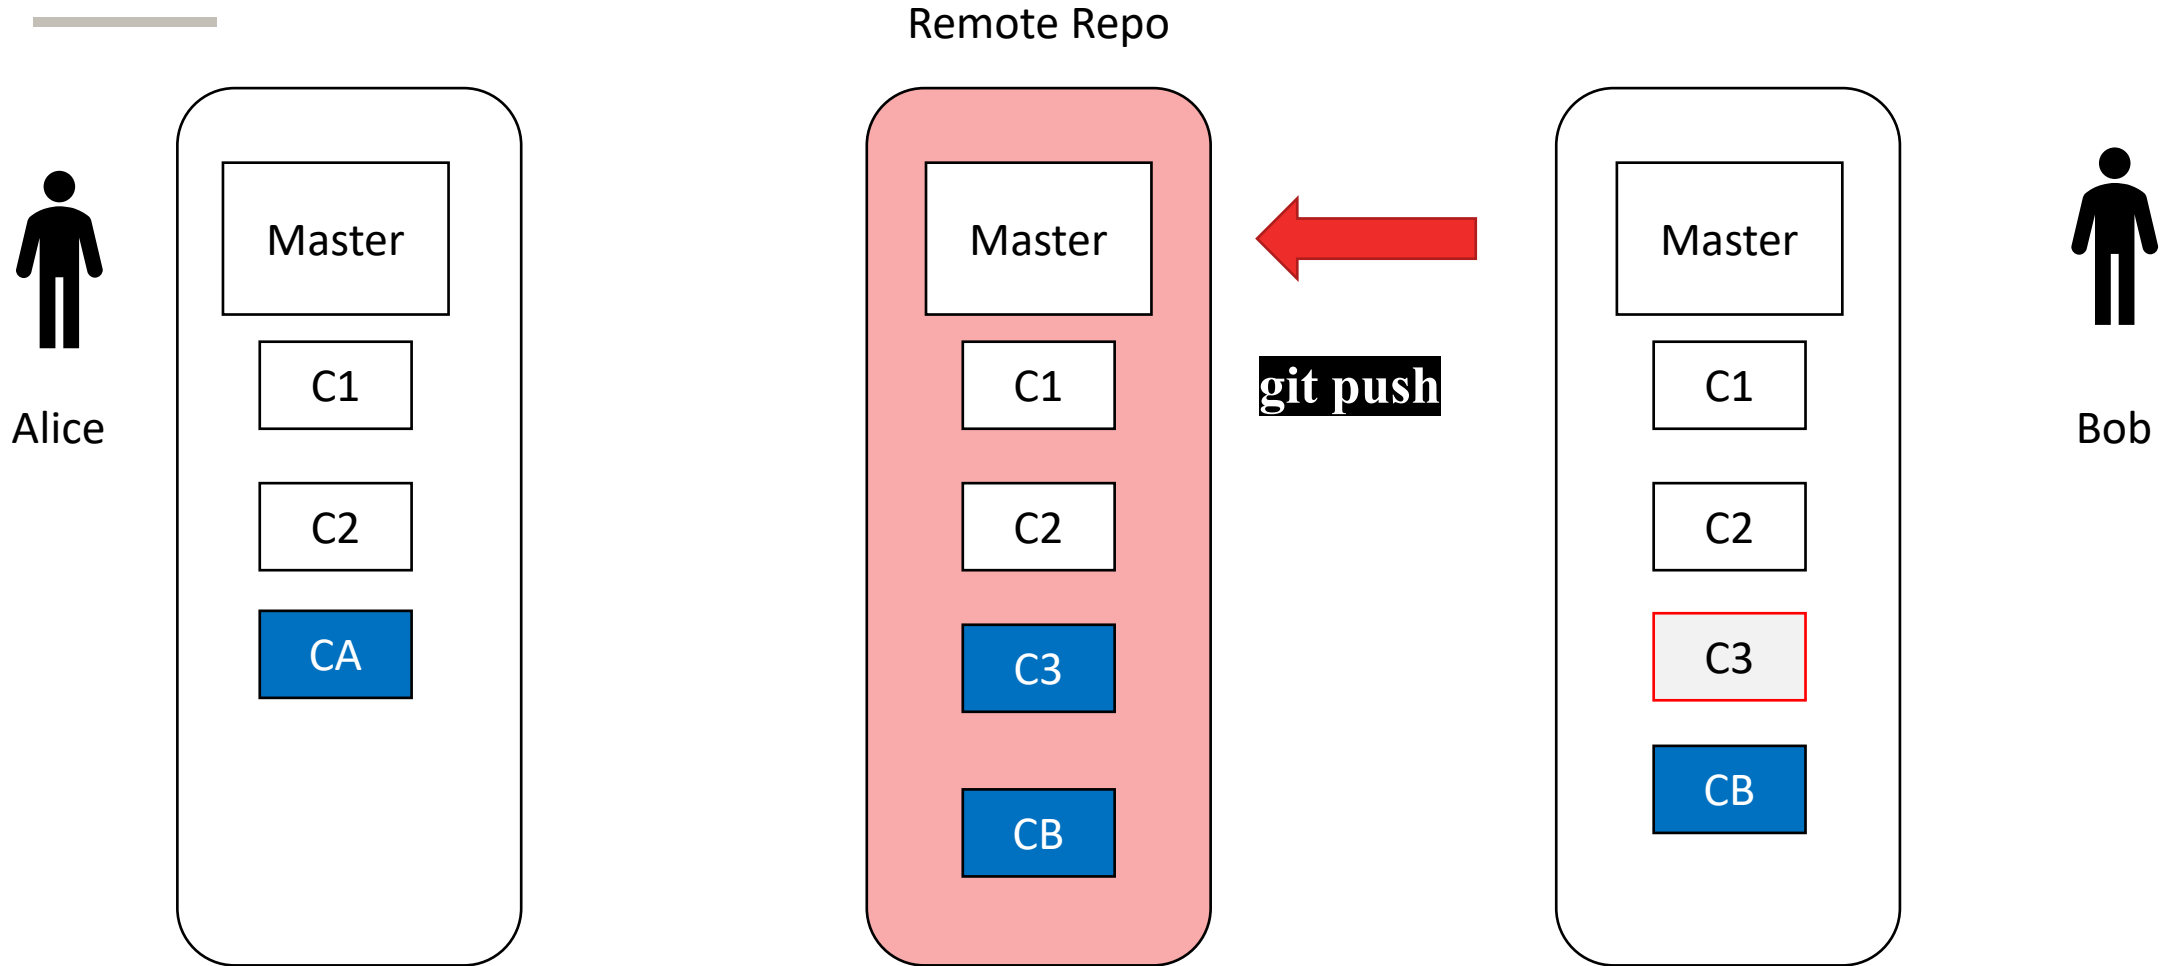 Remote Repo
Alice
Master
C1
C2
CA
Master
C1
C2
C3
CB
git push
Master
C1
C2
C3
CB
Bob